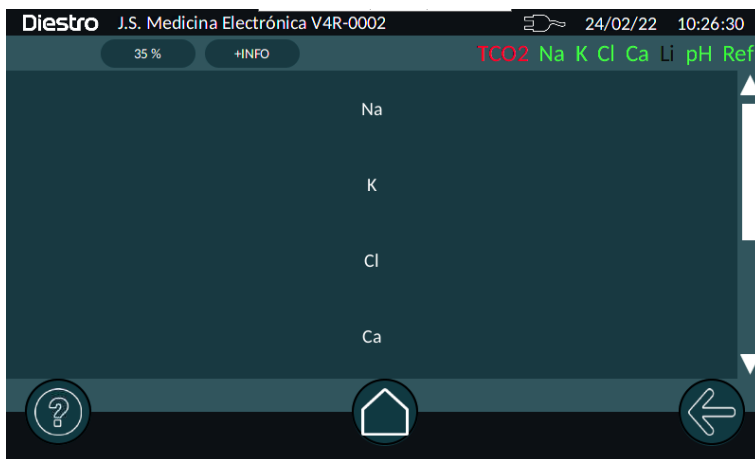 Diestro J.S. Medicina Electrónica V4R-0002 24/02/22 10:26:30
35 % +INFO TCO2 Na K Cl Ca Li pH Ref
Na
K
Cl
Ca
?